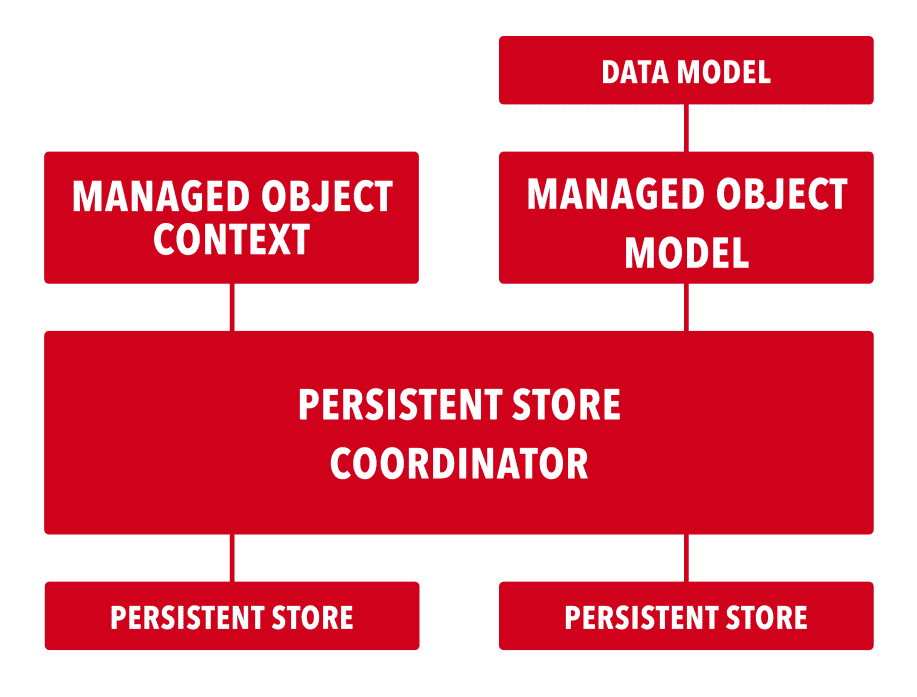 DATA MODEL
MANAGED OBJECT
CONTEXT
MANAGED OBJECT
MODEL
PERSISTENT STORE
COORDINATOR
PERSISTENT STORE
PERSISTENT STORE